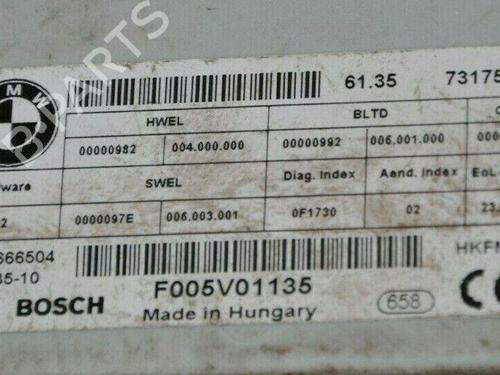 BMW
61.35 73175
HWEL BLTD
00000982 004.000.000 00000992 006.001.000
SWEL Diag. Index Aend. Index EoL
2 0000097E 006.003.001 0F1730 02 23.
666504 HKFM
35-10
F005V01135
BOSCH Made in Hungary 658 CE
B PARTS